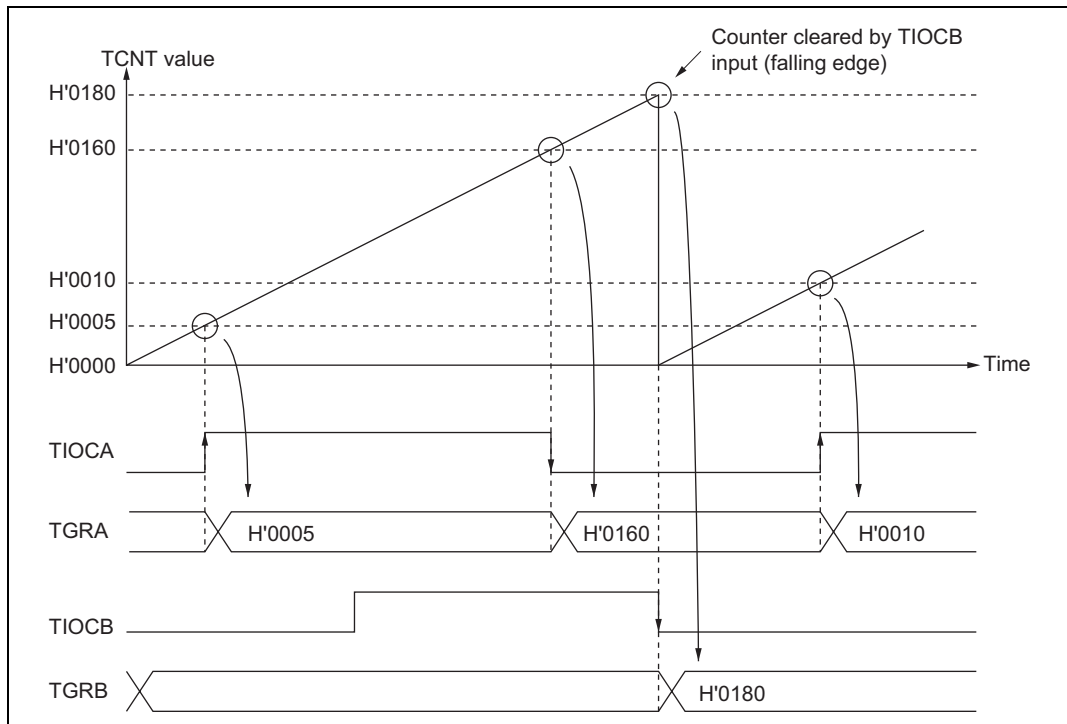 Counter cleared by TIOCB
input (falling edge)
TCNT value
H'0180
H'0160
H'0010
H'0005
H'0000
Time
TIOCA
TGRA
H'0005
H'0160
H'0010
TIOCB
TGRB
H'0180